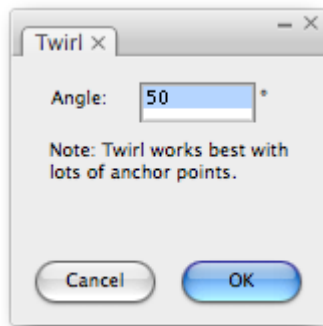 Twirl
Angle: 50 °
Note: Twirl works best with
lots of anchor points.
Cancel OK